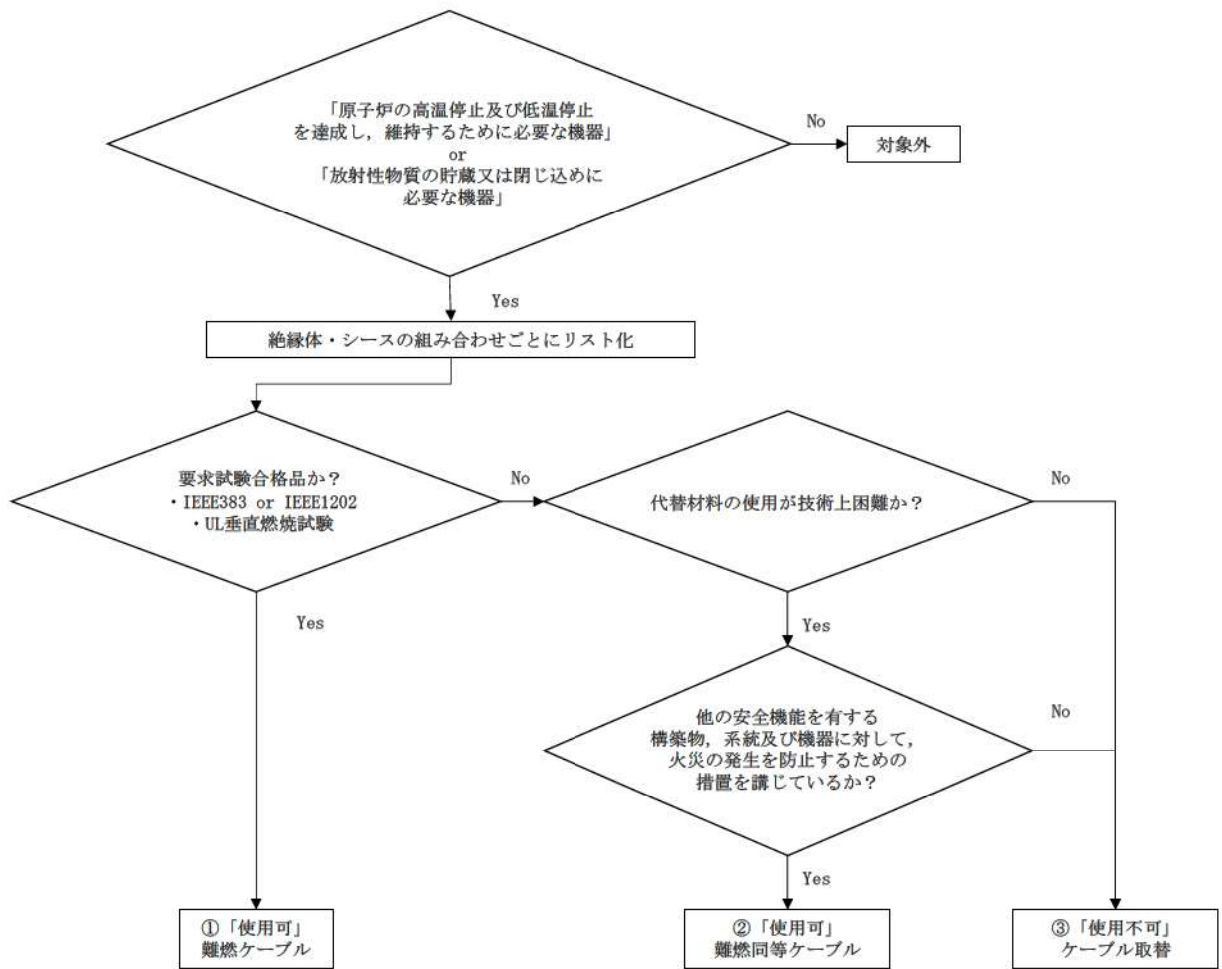 「原子炉の高温停止及び低温停止
を達成し，維持するために必要な機器」
or
「放射性物質の貯蔵又は閉じ込めに
必要な機器」
No
対象外
Yes
絶縁体・シースの組み合わせごとにリスト化
要求試験合格品か？
・IEEE383 or IEEE1202
・UL垂直燃焼試験
No
代替材料の使用が技術上困難か？
No
Yes
Yes
他の安全機能を有する
構築物，系統及び機器に対して，
火災の発生を防止するための
措置を講じているか？
No
Yes
①「使用可」
難燃ケーブル
②「使用可」
難燃同等ケーブル
③「使用不可」
ケーブル取替